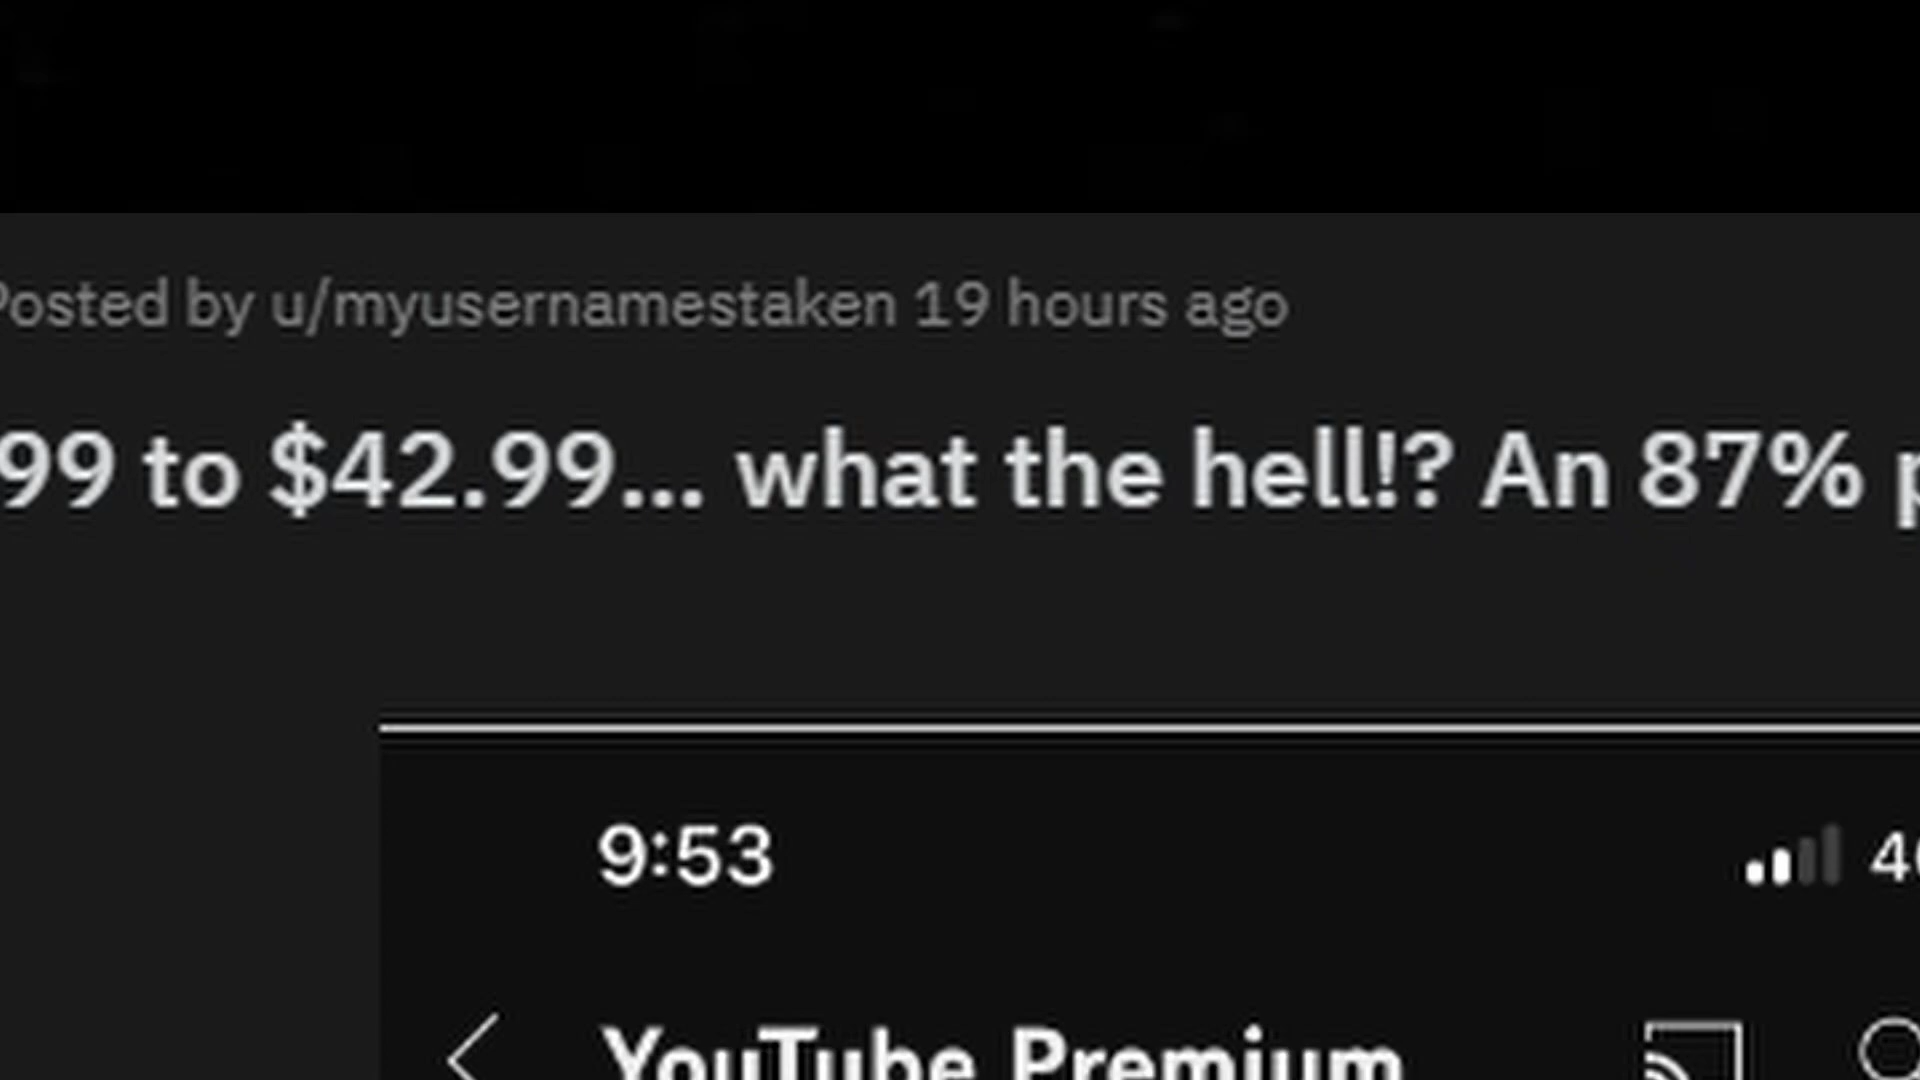 Posted by u/myusernamestaken 19 hours ago
99 to $42.99... what the hell!? An 87% p
9:53 4G
YouTube Premium